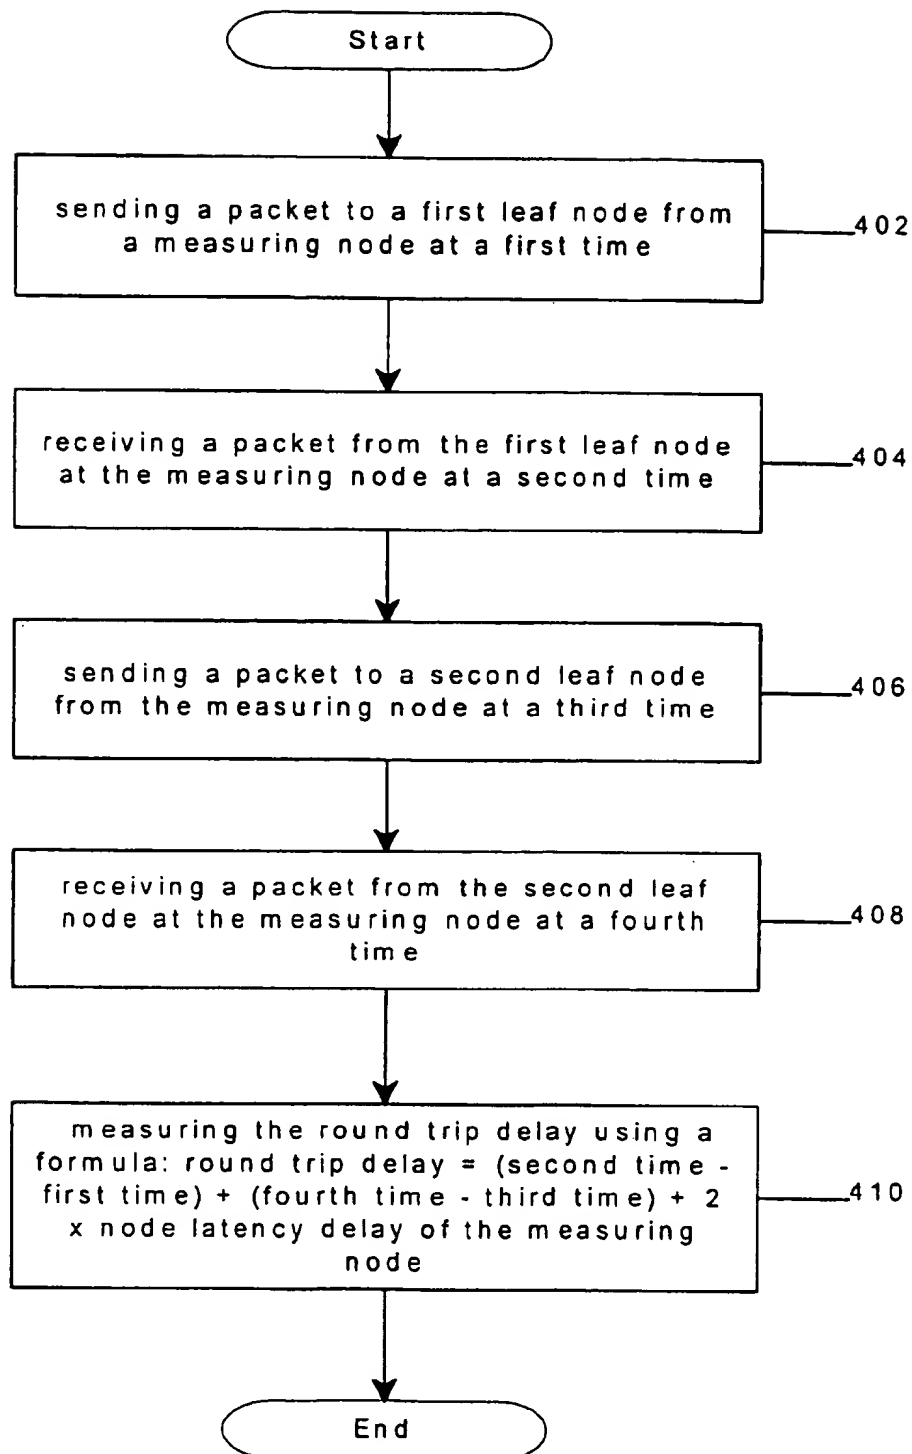 Start
sending a packet to a first leaf node from
a measuring node at a first time
402
receiving a packet from the first leaf node
at the measuring node at a second time
404
sending a packet to a second leaf node
from the measuring node at a third time
406
receiving a packet from the second leaf
node at the measuring node at a fourth
time
408
measuring the round trip delay using a
formula: round trip delay = (second time -
first time) + (fourth time - third time) + 2
x node latency delay of the measuring
node
410
End